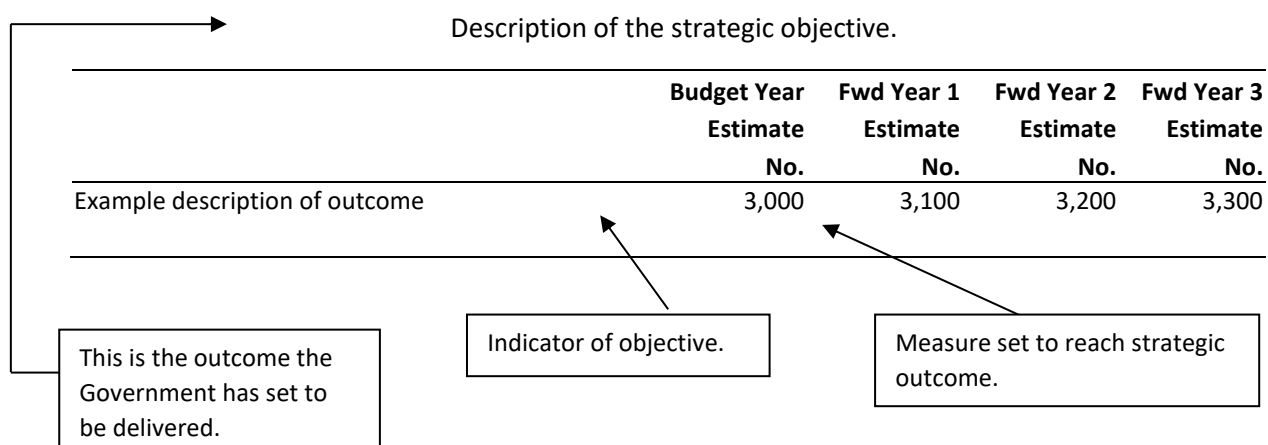 Description of the strategic objective.
Budget Year Fwd Year 1 Fwd Year 2 Fwd Year 3
Estimate Estimate Estimate Estimate
No. No. No. No.
Example description of outcome 3,000 3,100 3,200 3,300
This is the outcome the
Government has set to
be delivered.
Indicator of objective.
Measure set to reach strategic
outcome.